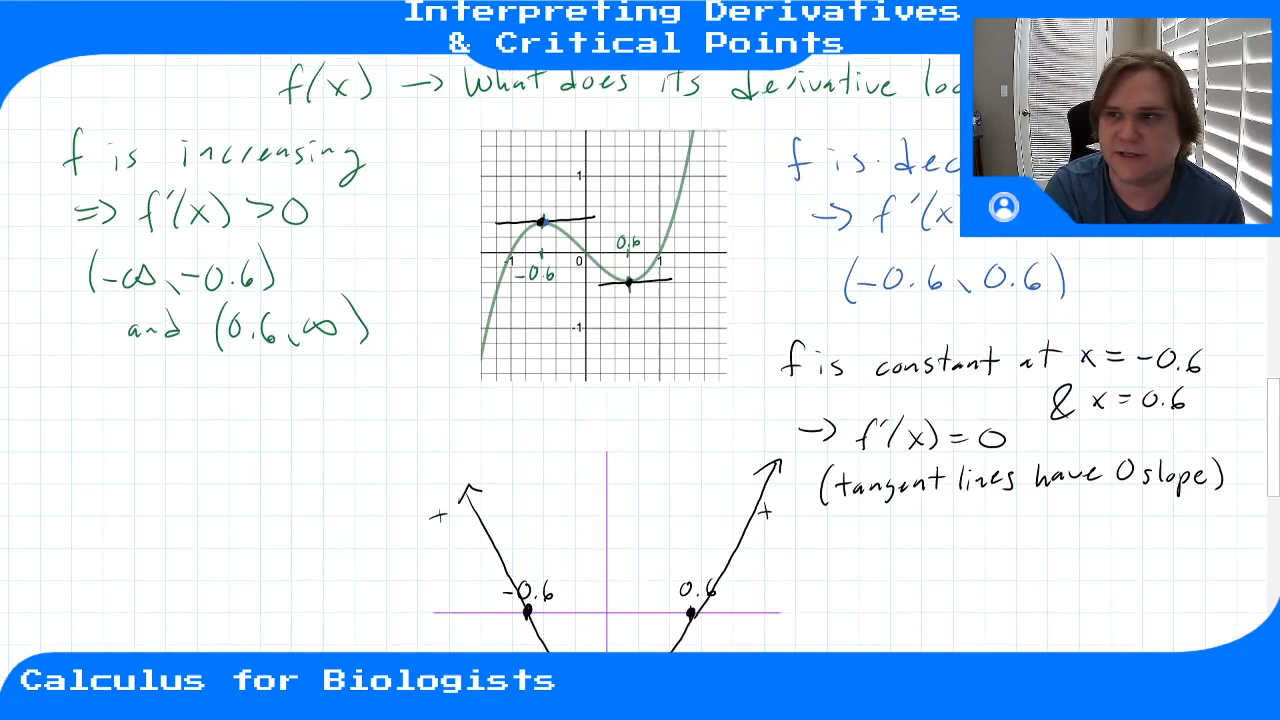 Interpreting Derivatives
& Critical Points
f(x) → What does its derivative
f is increasing
⇒ f'(x) > 0
(-∞, -0.6)
and (0.6, ∞)
1
0.6
-1
0
1
-0.6
-1
f is
→ f'(x
(-0.6, 0.6)
f is constant at x = -0.6
& x = 0.6
→ f'(x) = 0
(tangent lines have 0 slope)
+
+
-0.6
0.6
Calculus for Biologists